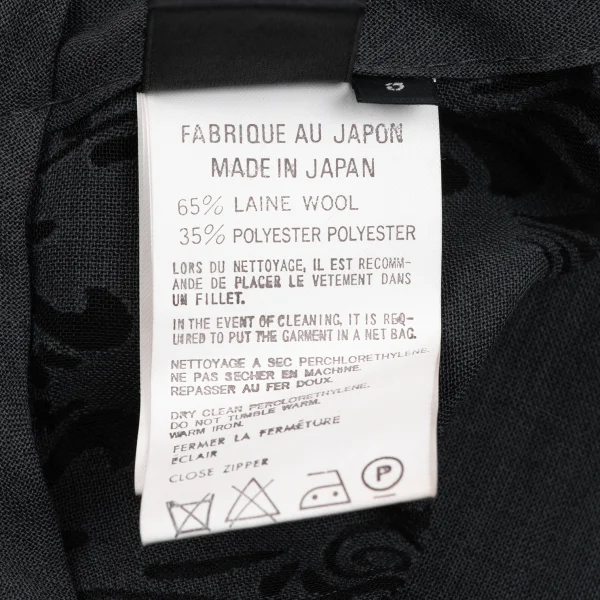 FABRIQUE AU JAPON
MADE IN JAPAN
65% LAINE WOOL
35% POLYESTER POLYESTER
LORS DU NETTOYAGE, IL EST RECOMM-
ANDE DE PLACER LE VETEMENT DANS
UN FILLET.
IN THE EVENT OF CLEANING, IT IS REQ-
UIRED TO PUT THE GARMENT IN A NET BAG.
NETTOYAGE A SEC PERCHLORETHYLENE.
NE PAS SECHER EN MACHINE.
REPASSER AU FER DOUX.
DRY CLEAN PERCLORETHYLENE.
DO NOT TUMBLE WARM.
WARM IRON.
FERMER LA FERMETURE
ÉCLAIR
CLOSE ZIPPER
P